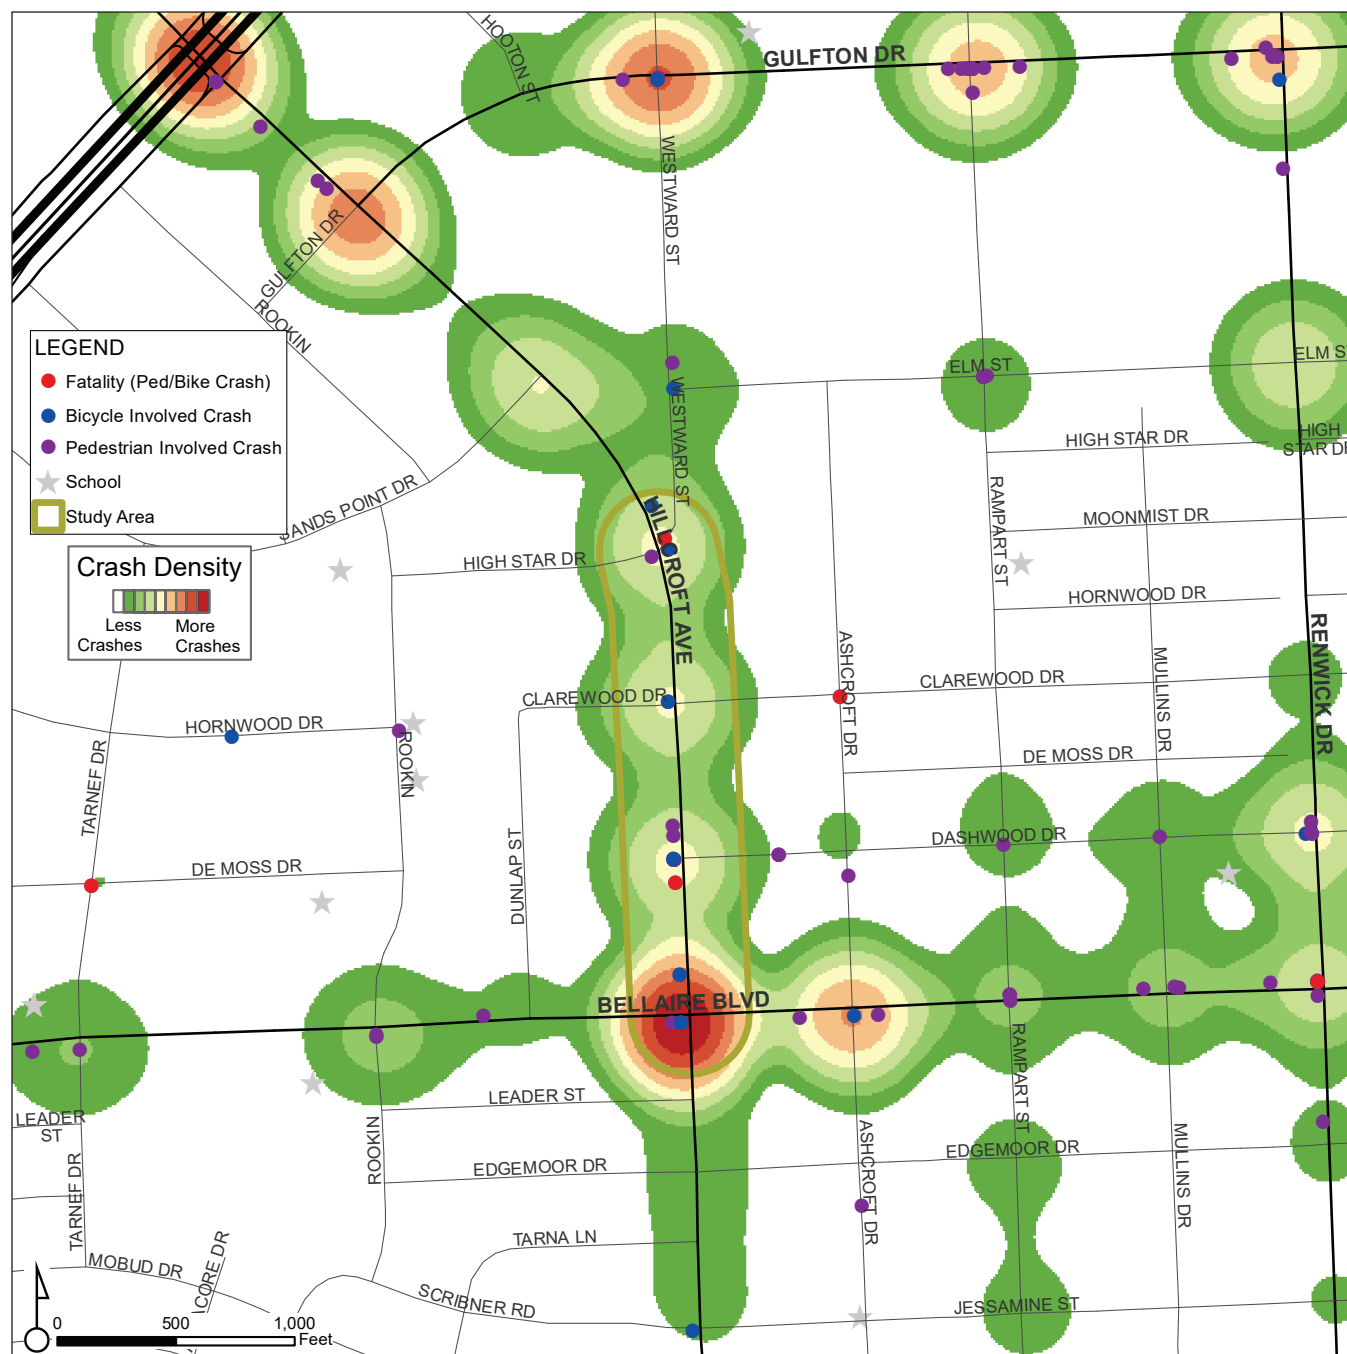 HOOTON ST
GULFTON DR
WESTWARD ST
GULFTON DR
ROOKIN
LEGEND
Fatality (Ped/Bike Crash)
Bicycle Involved Crash
Pedestrian Involved Crash
School
Study Area
Crash Density
Less
Crashes
More
Crashes
ELM ST
ELM S
WESTWARD ST
HIGH STAR DR
HIGH
STAR DR
SANDS POINT DR
RAMPART ST
MOONMIST DR
HILLCROFT AVE
HIGH STAR DR
HORNWOOD DR
RENWICK DR
ASHCROFT DR
MULLINS DR
CLAREWOOD DR
CLAREWOOD DR
HORNWOOD DR
ROOKIN
TARNEF DR
DE MOSS DR
DASHWOOD DR
DUNLAP ST
DE MOSS DR
BELLAIRE BLVD
RAMPART ST
LEADER ST
LEADER
ST
ROOKIN
ASHCROFT DR
MULLINS DR
EDGEMOOR DR
EDGEMOOR DR
TARNEF DR
TARNA LN
MOBUD DR
ACORE DR
SCRIBNER RD
JESSAMINE ST
0
500
1,000
Feet